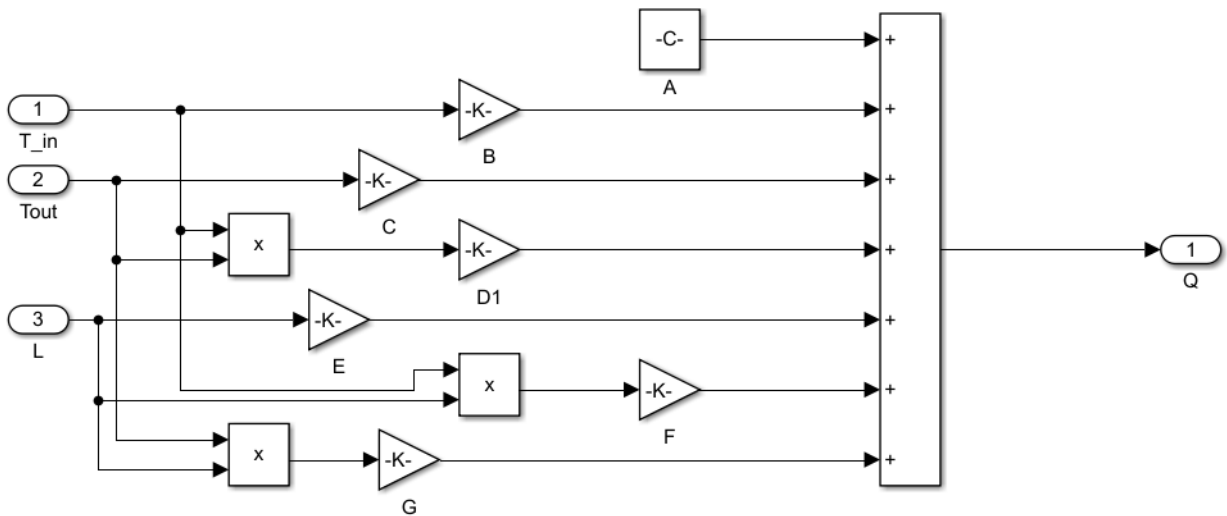 -C-
+
A
1
-K-
+
T_in
B
2
-K-
+
Tout
C
x
-K-
+
1
D1
Q
3
-K-
+
L
E
x
-K-
+
F
x
-K-
+
G